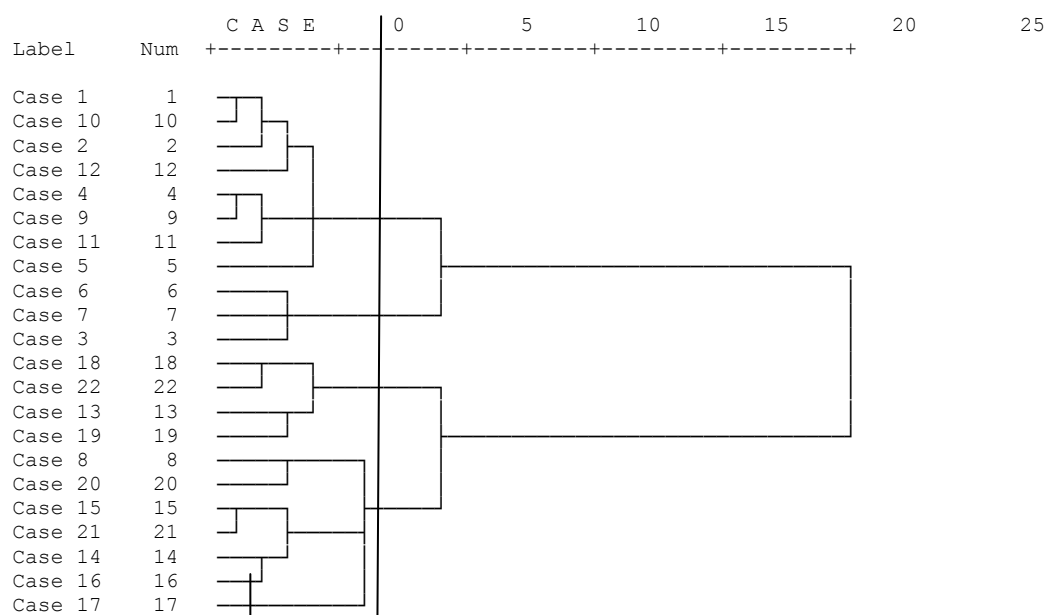 C A S E 0 5 10 15 20 25
Label Num +---------+---------+---------+---------+---------+
Case 1 1
Case 10 10
Case 2 2
Case 12 12
Case 4 4
Case 9 9
Case 11 11
Case 5 5
Case 6 6
Case 7 7
Case 3 3
Case 18 18
Case 22 22
Case 13 13
Case 19 19
Case 8 8
Case 20 20
Case 15 15
Case 21 21
Case 14 14
Case 16 16
Case 17 17